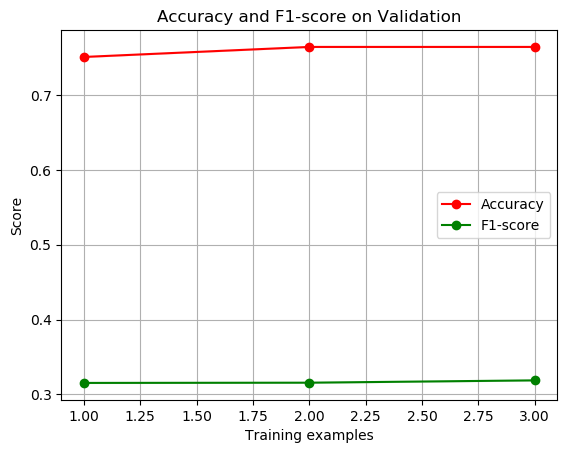 Accuracy and F1-score on Validation
Score
0.7
0.6
0.5
0.4
0.3
Accuracy
F1-score
1.00 1.25 1.50 1.75 2.00 2.25 2.50 2.75 3.00
Training examples